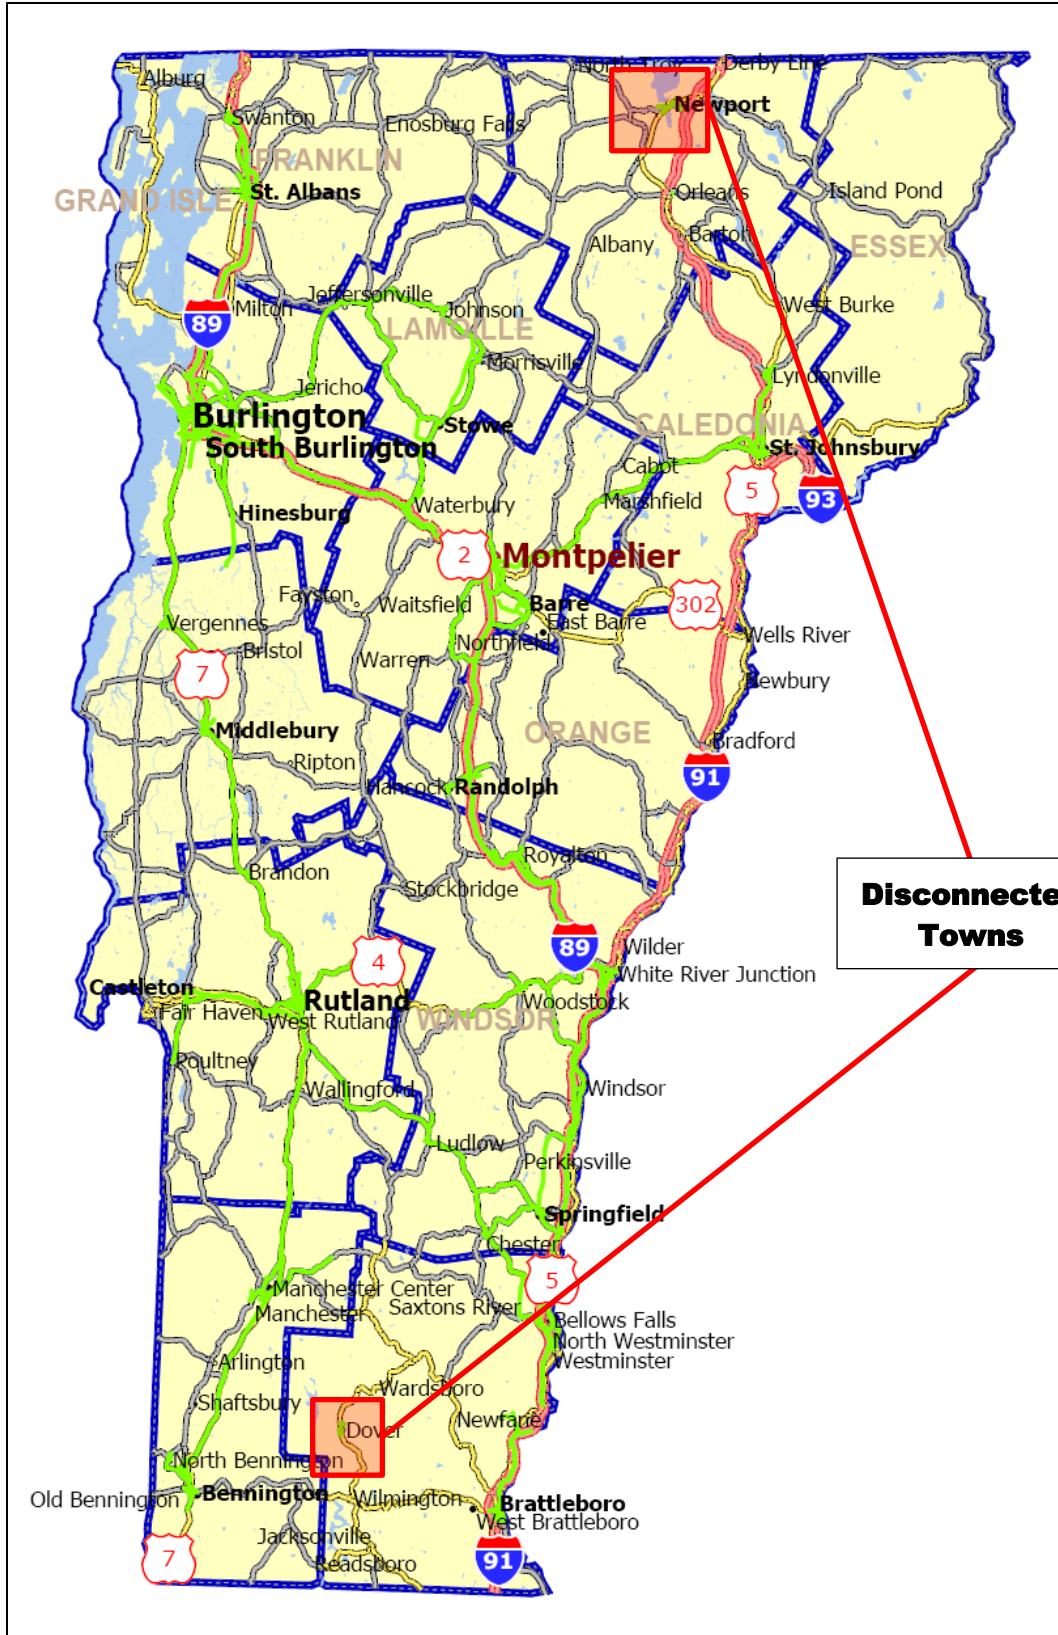 Alburg
North Troy
Derby Line
Swanton
Newport
Enosburg Falls
FRANKLIN
GRAND ISLE
St. Albans
Orleans
Island Pond
Albany
Barton
ESSEX
Jeffersonville
Milton
89
Johnson
West Burke
LAMOILLE
Morrisville
Jericho
Lyndonville
Burlington
South Burlington
Stowe
CALEDONIA
St. Johnsbury
Cabot
Marshfield
5
93
Hinesburg
Waterbury
2
Montpelier
Fayston
Waitsfield
Barre
302
East Barre
Vergennes
Wells River
Bristol
Warren
Northfield
7
Newbury
Middlebury
ORANGE
Bradford
Ripton
91
Hancock
Randolph
Royalton
Brandon
Stockbridge
Disconnecte
Towns
89
Wilder
4
White River Junction
Castleton
Rutland
Woodstock
Fair Haven
West Rutland
WINDSOR
Poultney
Wallingford
Windsor
Ludlow
Perkinsville
Springfield
Chester
5
Manchester Center
Saxtons River
Manchester
Bellows Falls
North Westminster
Westminster
Arlington
Wardsboro
Shaftsbury
Newfane
Dover
North Bennington
Old Bennington
Bennington
Wilmington
Brattleboro
West Brattleboro
Jacksonville
7
Readsboro
91